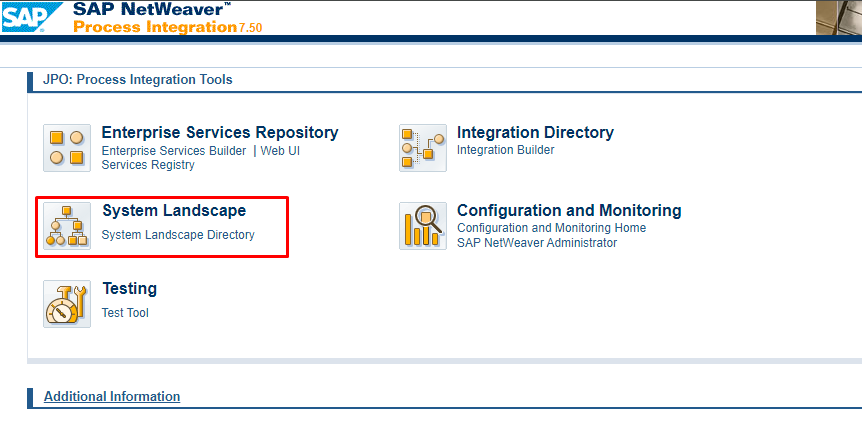 SAP
SAP NetWeaver™
Process Integration 7.50
JPO: Process Integration Tools
Enterprise Services Repository
Enterprise Services Builder | Web UI
Services Registry
Integration Directory
Integration Builder
System Landscape
System Landscape Directory
Configuration and Monitoring
Configuration and Monitoring Home
SAP NetWeaver Administrator
Testing
Test Tool
Additional Information